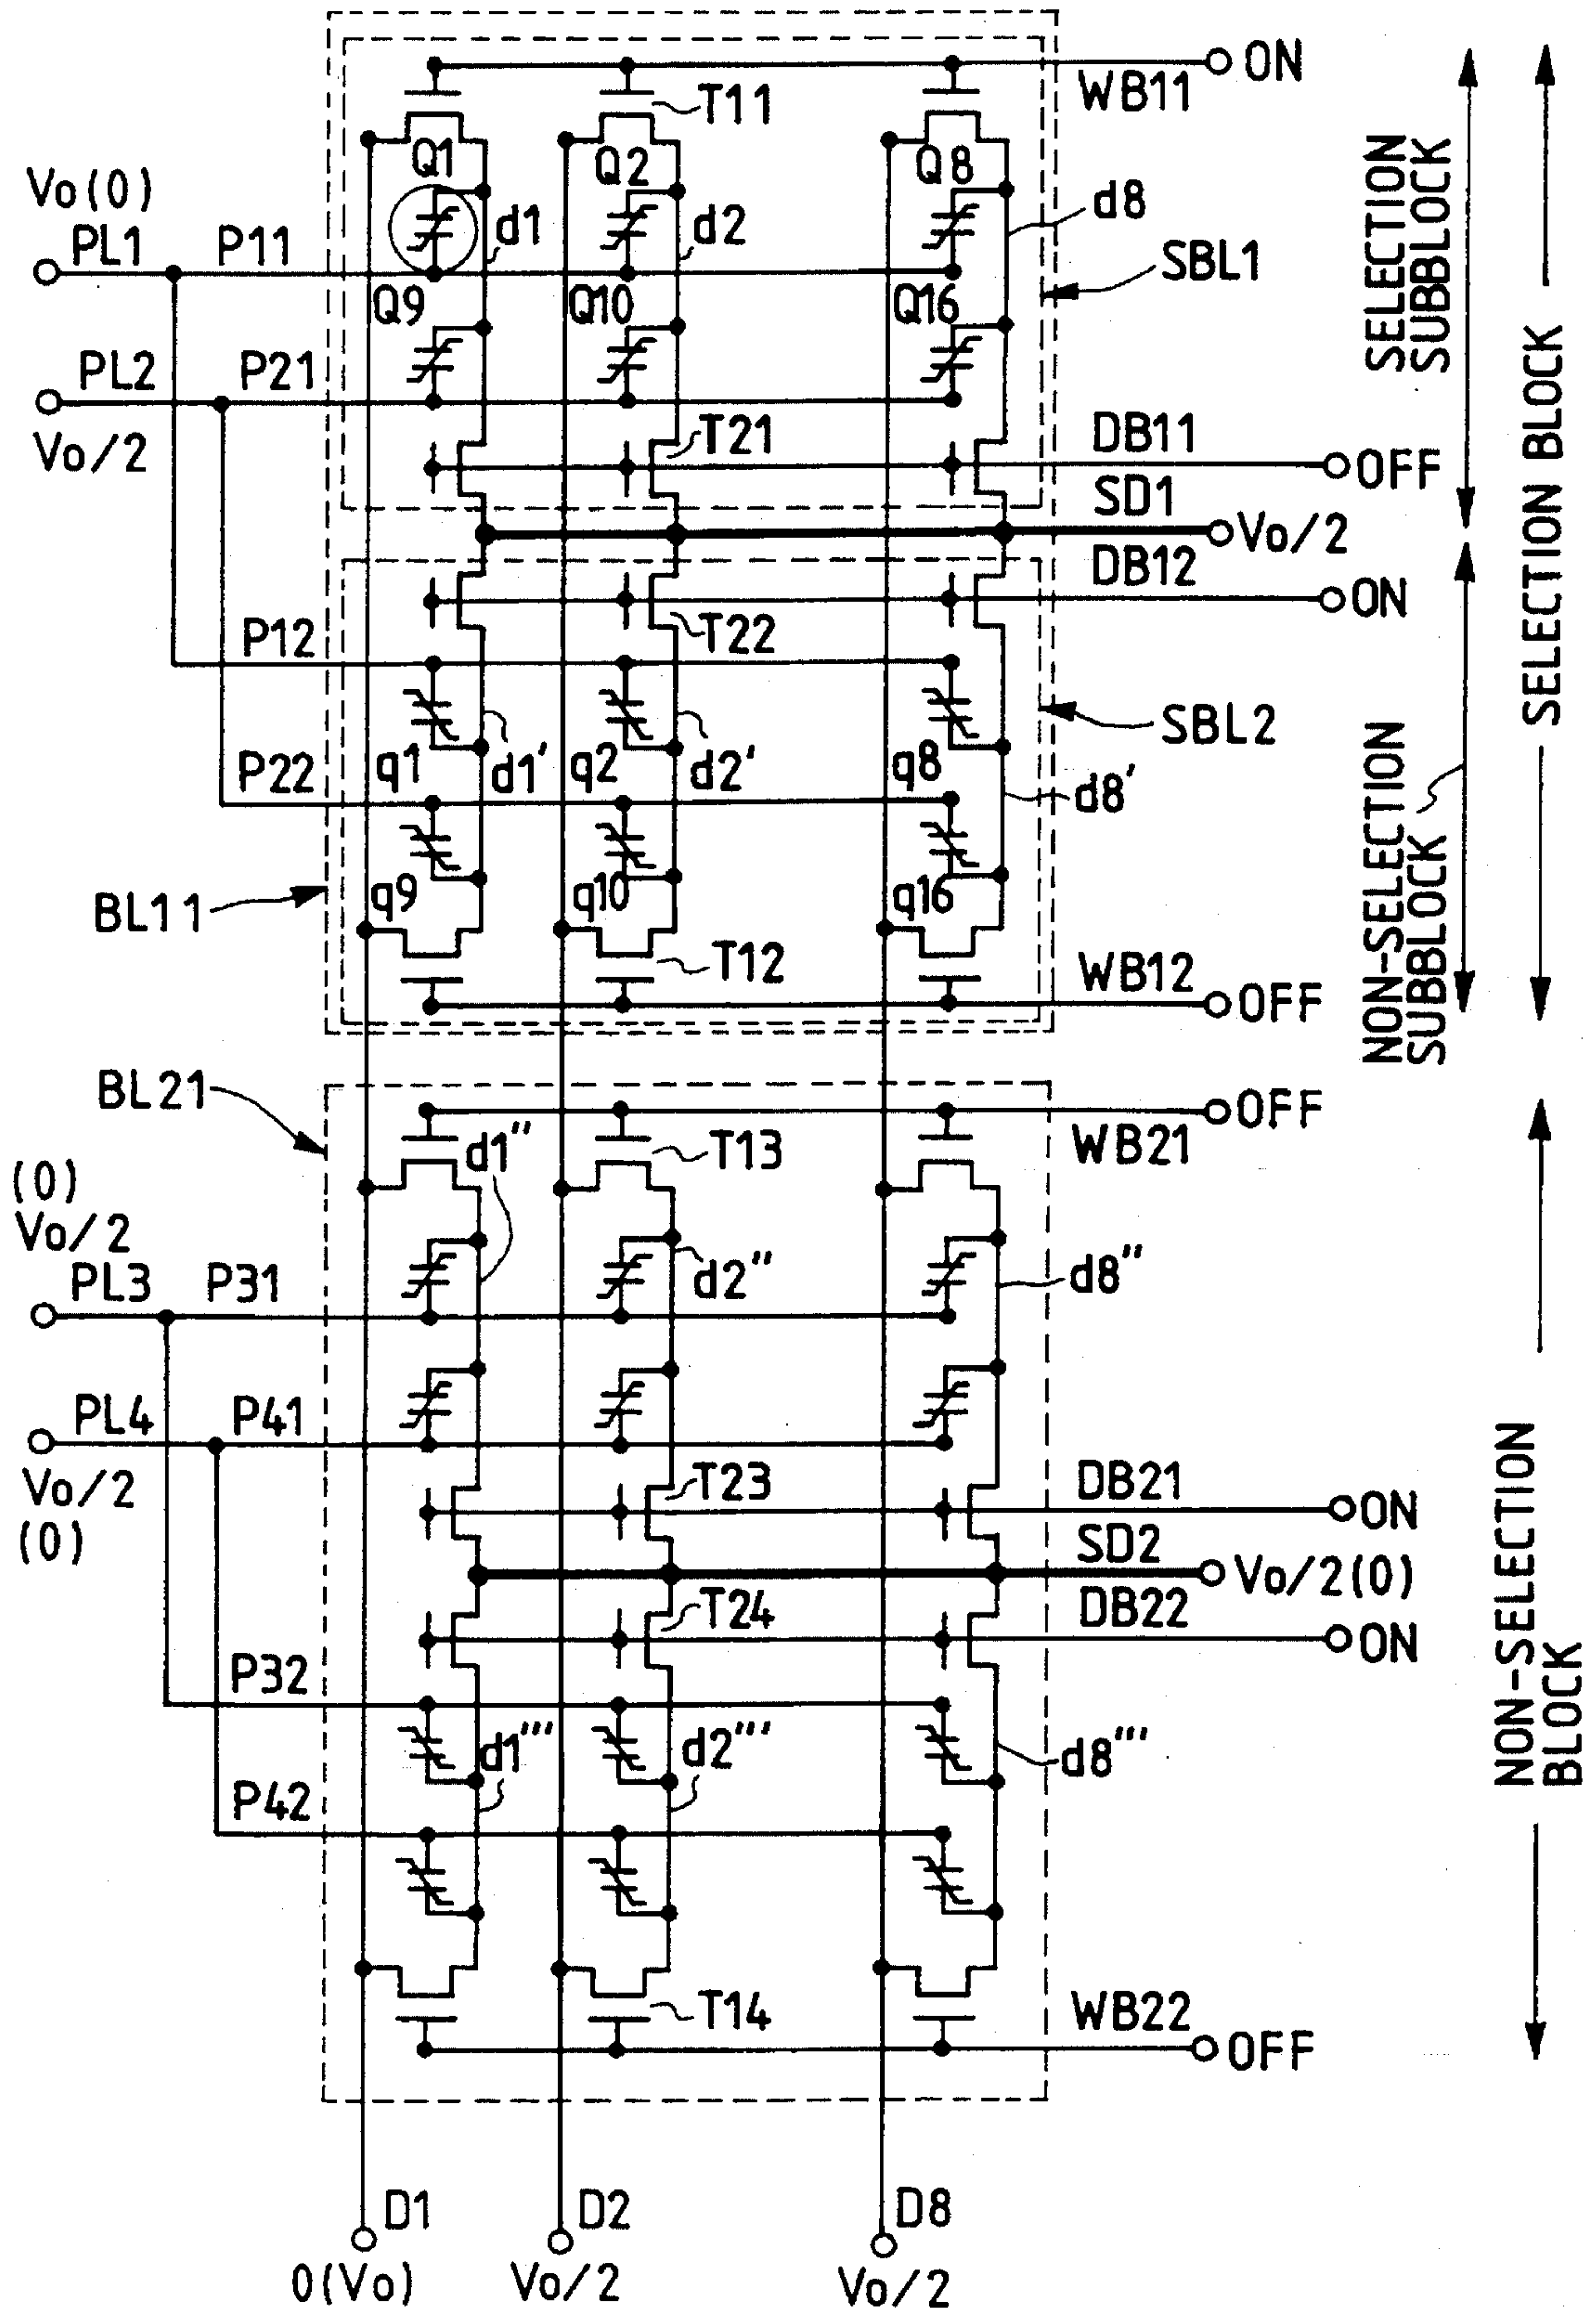 ON
WB11
T11
Q1
Q2
Q8
Vo(0)
PL1
P11
d1
d2
d8
SBL1
Q9
Q10
Q16
PL2
P21
Vo/2
T21
DB11
OFF
SD1
Vo/2
DB12
ON
P12
T22
SBL2
P22
q1
d1'
q2
d2'
q8
d8'
BL11
q9
q10
q16
T12
WB12
OFF
SELECTION
SUBBLOCK
SELECTION BLOCK
NON-SELECTION
SUBBLOCK
BL21
OFF
WB21
d1''
T13
(0)
Vo/2
PL3
P31
d2''
d8''
PL4
P41
Vo/2
(0)
T23
DB21
ON
SD2
Vo/2(0)
T24
DB22
ON
P32
d1'''
d2'''
d8'''
P42
T14
WB22
OFF
NON-SELECTION
BLOCK
D1
D2
D8
0(Vo)
Vo/2
Vo/2